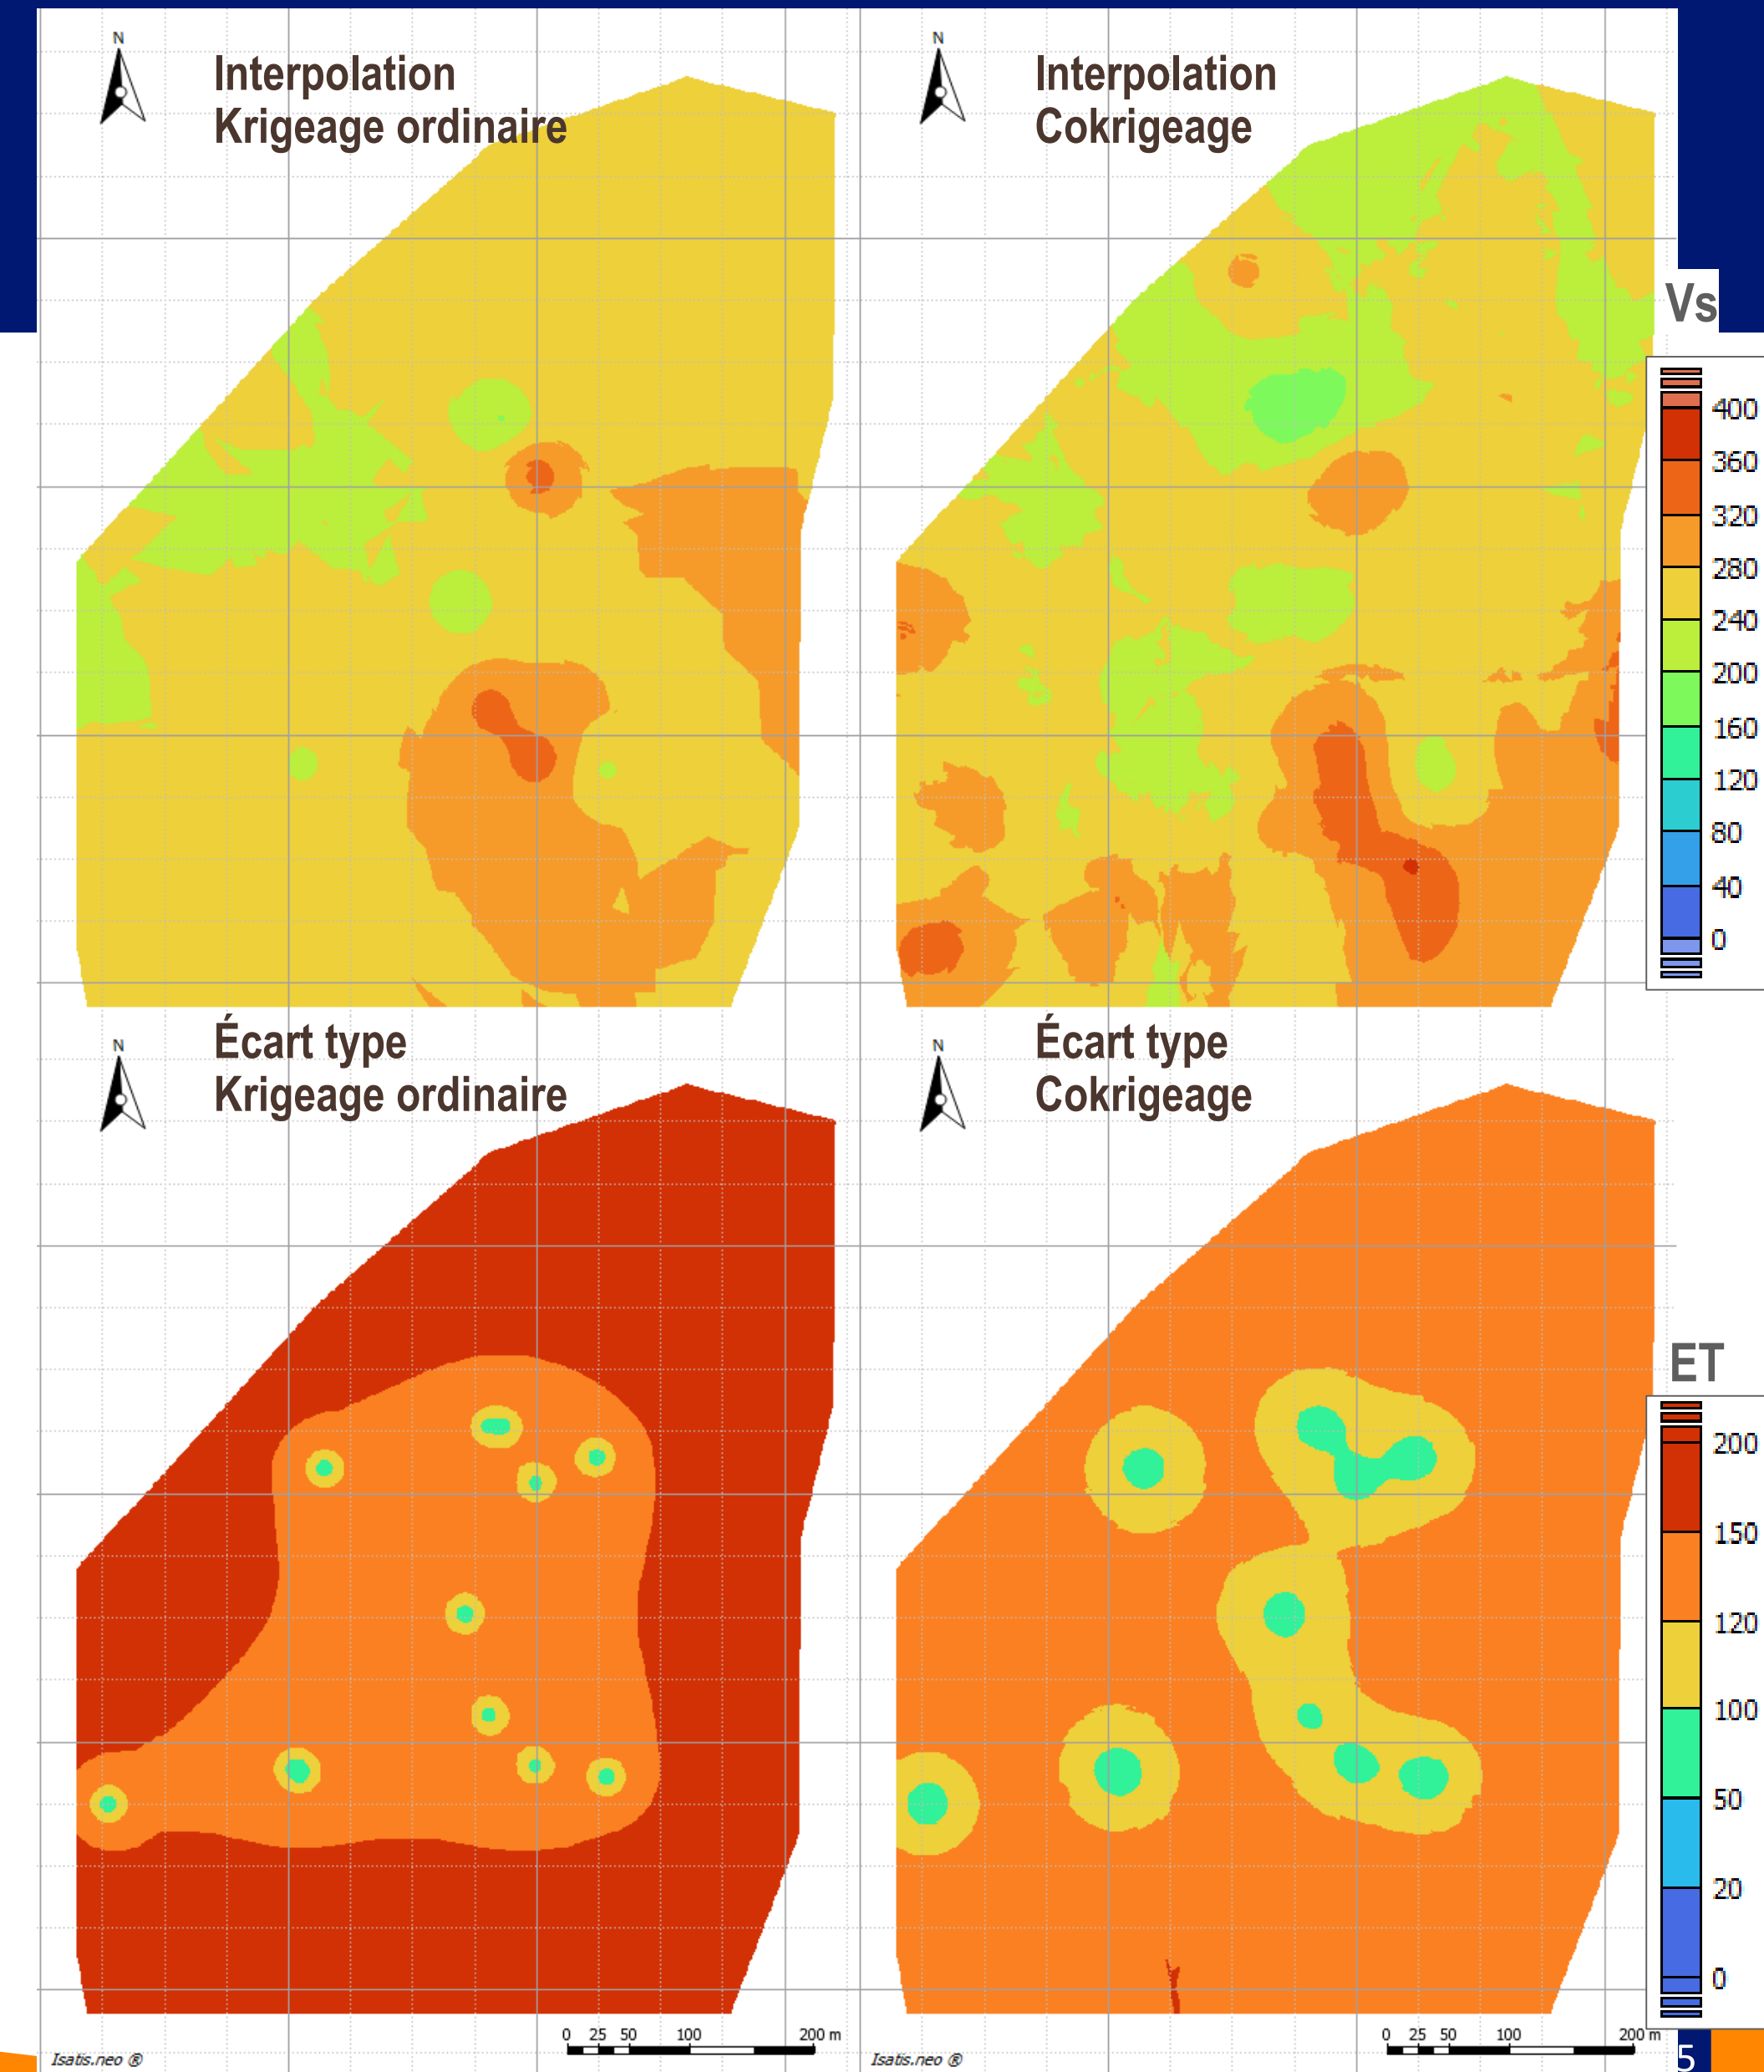 N
Interpolation
Krigeage ordinaire
N
Interpolation
Cokrigeage
Vs
400
360
320
280
240
200
160
120
80
40
0
N
Écart type
Krigeage ordinaire
N
Écart type
Cokrigeage
ET
200
150
120
100
50
20
0
0 25 50 100 200 m
Isatis.neo ®
0 25 50 100 200 m
Isatis.neo ®
5